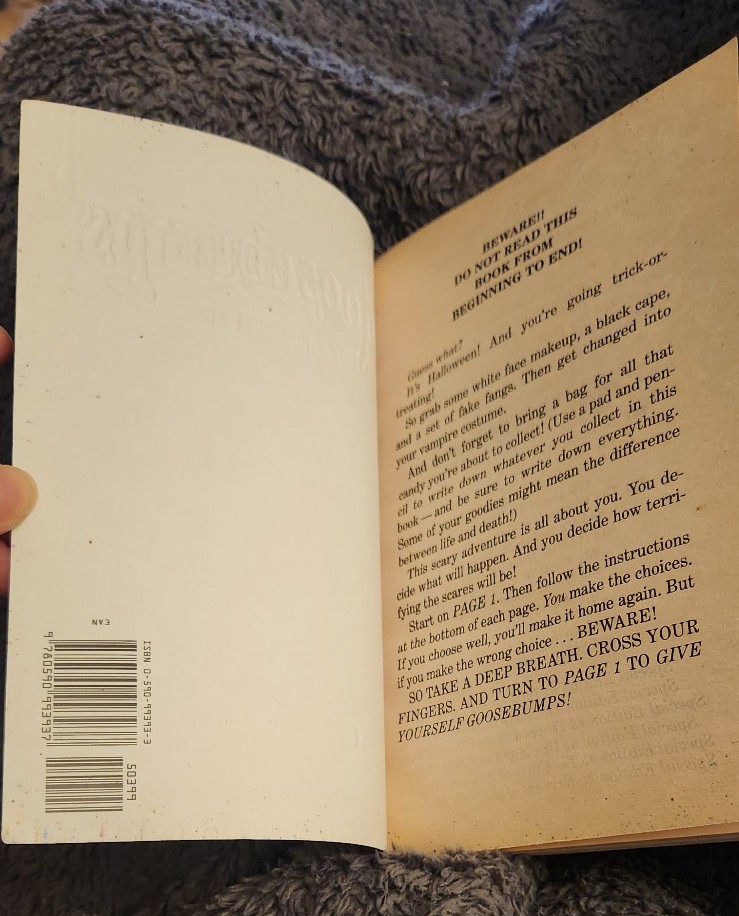 EAN
9 780590 993937
ISBN 0-590-99393-3
50399
BEWARE!!
DO NOT READ THIS
BOOK FROM
BEGINNING TO END!
Guess what?
It's Halloween! And you're going trick-or-
treating!
So grab some white face makeup, a black cape,
and a set of fake fangs. Then get changed into
your vampire costume.
And don't forget to bring a bag for all that
candy you're about to collect! (Use a pad and pen-
cil to write down whatever you collect in this
book — and be sure to write down everything.
Some of your goodies might mean the difference
between life and death!)
This scary adventure is all about you. You de-
cide what will happen. And you decide how terri-
fying the scares will be!
Start on PAGE 1. Then follow the instructions
at the bottom of each page. You make the choices.
If you choose well, you'll make it home again. But
if you make the wrong choice . . . BEWARE!
SO TAKE A DEEP BREATH. CROSS YOUR
FINGERS. AND TURN TO PAGE 1 TO GIVE
YOURSELF GOOSEBUMPS!